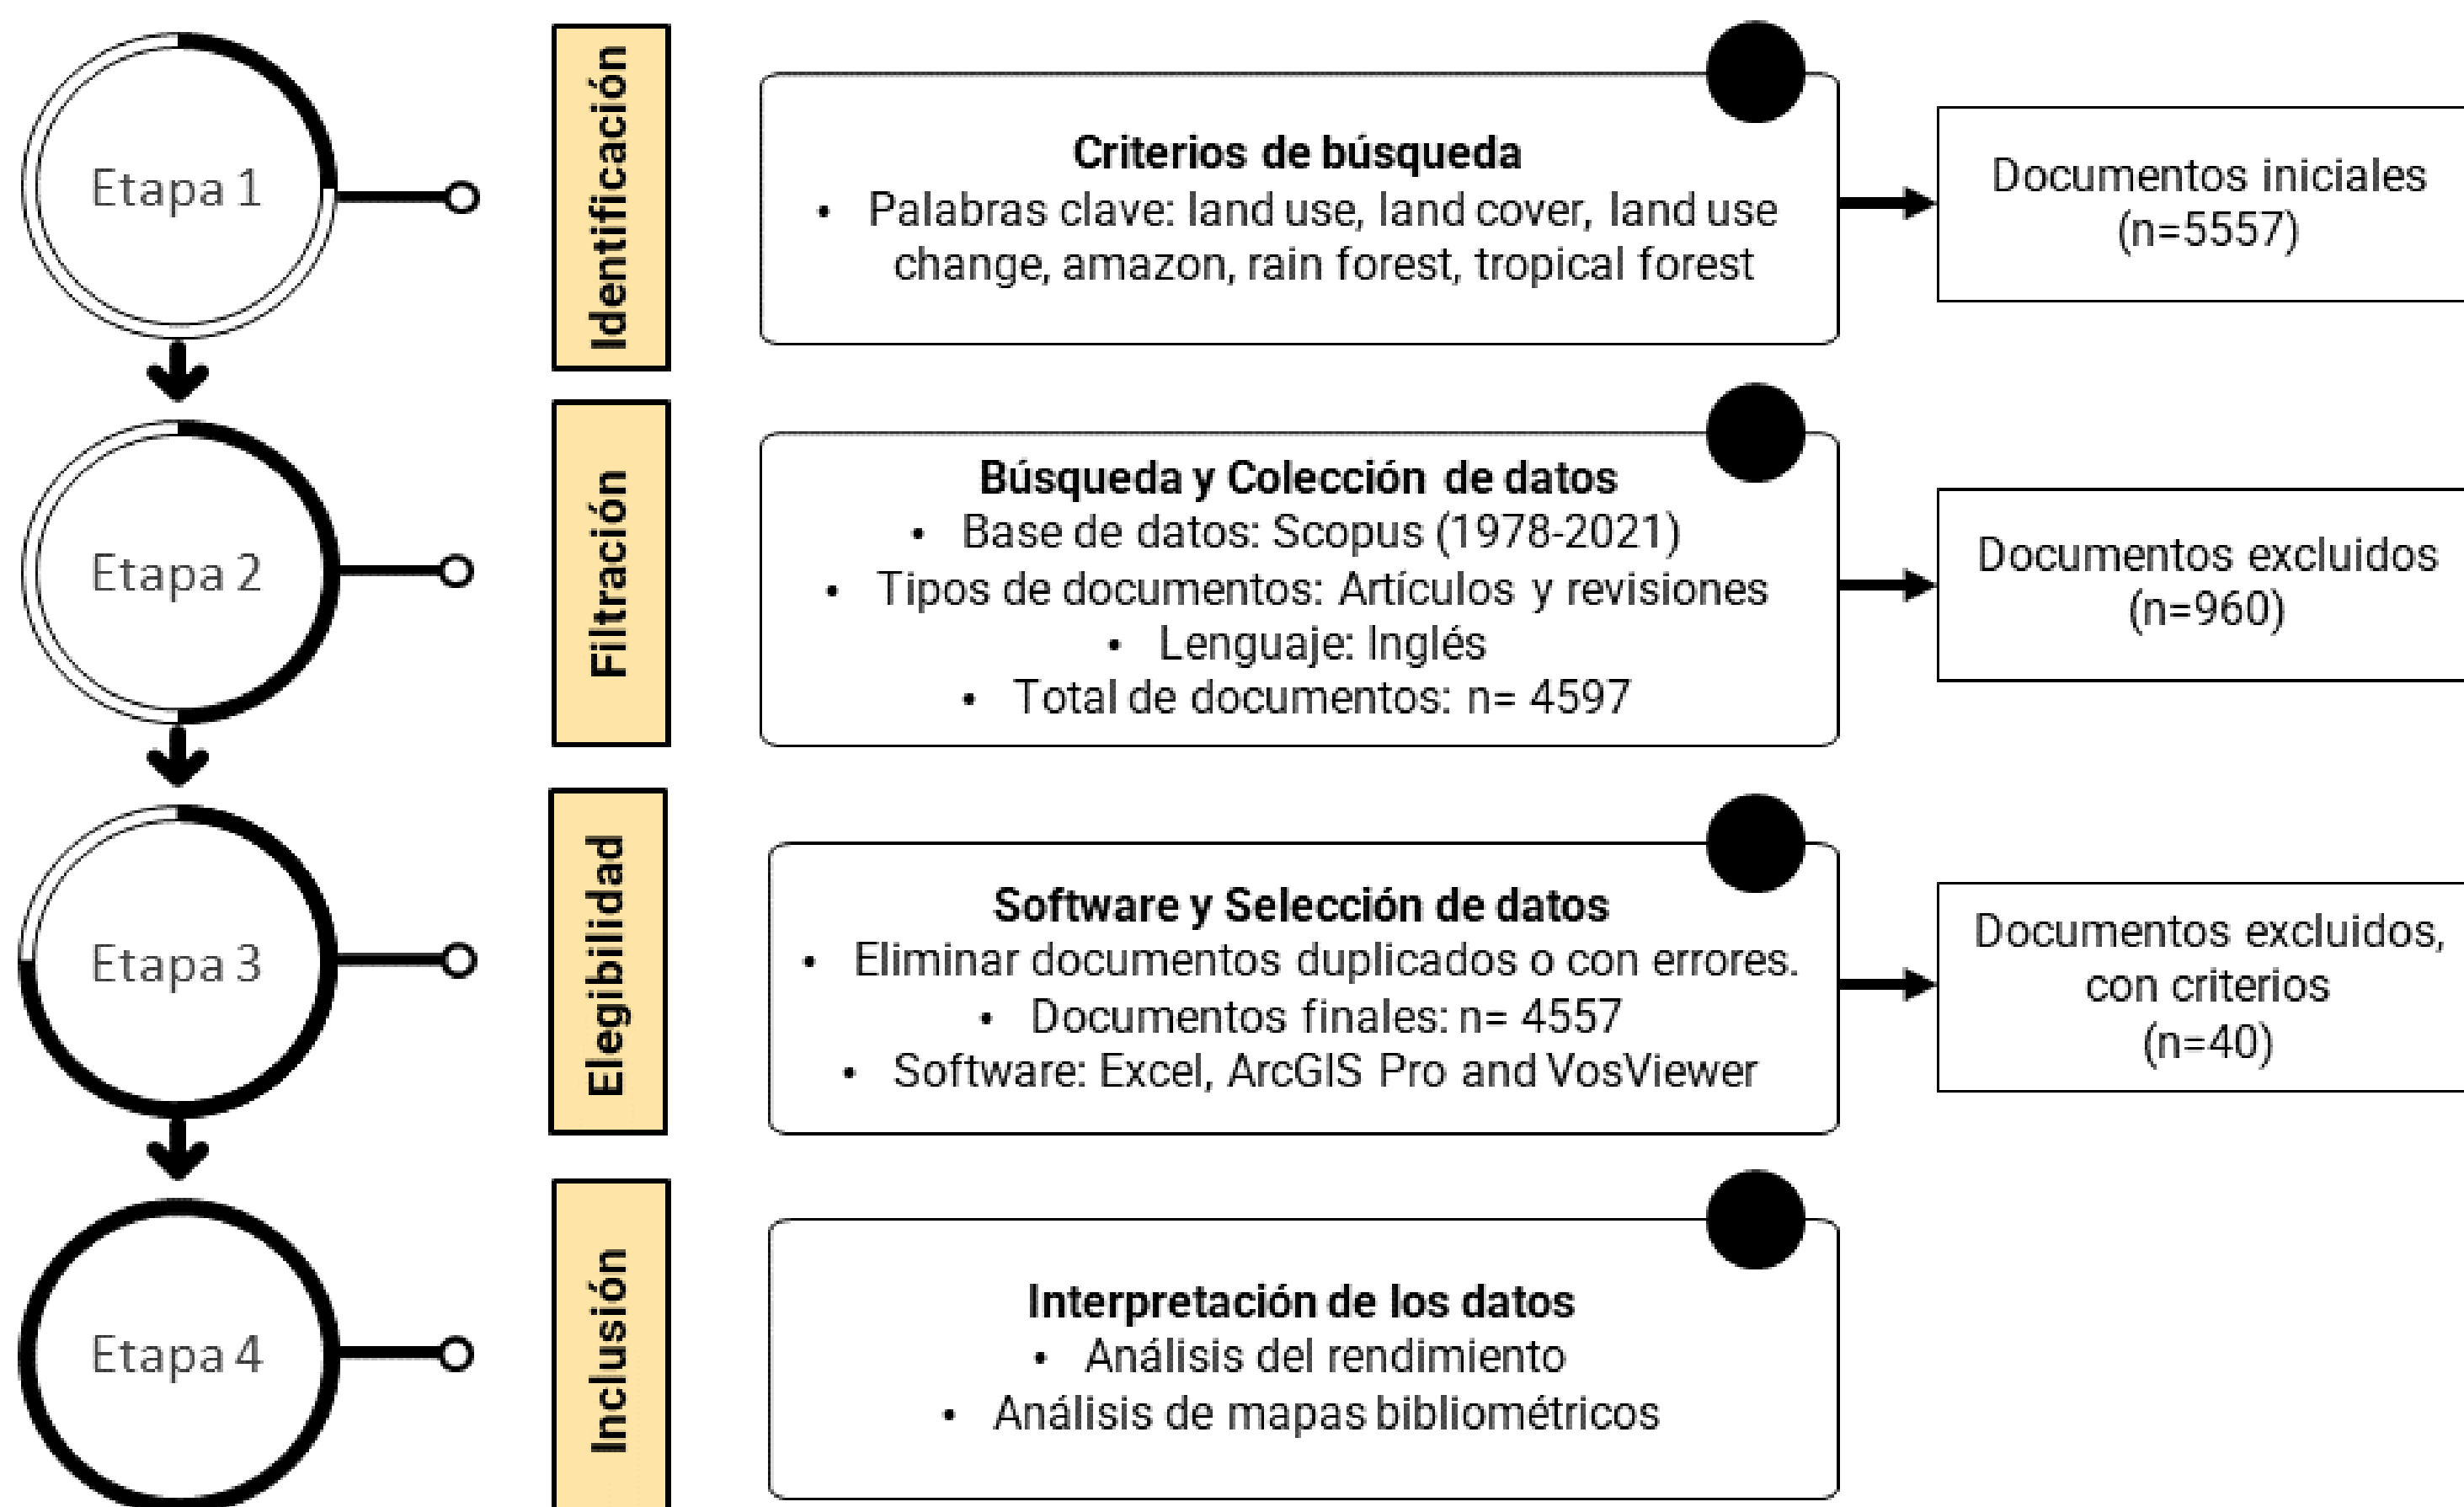 Etapa 1
Identificación
Criterios de búsqueda
• Palabras clave: land use, land cover, land use
change, amazon, rain forest, tropical forest
Documentos iniciales
(n=5557)
Etapa 2
Filtración
Búsqueda y Colección de datos
• Base de datos: Scopus (1978-2021)
• Tipos de documentos: Artículos y revisiones
• Lenguaje: Inglés
• Total de documentos: n= 4597
Documentos excluidos
(n=960)
Etapa 3
Elegibilidad
Software y Selección de datos
• Eliminar documentos duplicados o con errores.
• Documentos finales: n= 4557
• Software: Excel, ArcGIS Pro and VosViewer
Documentos excluidos,
con criterios
(n=40)
Etapa 4
Inclusión
Interpretación de los datos
• Análisis del rendimiento
• Análisis de mapas bibliométricos